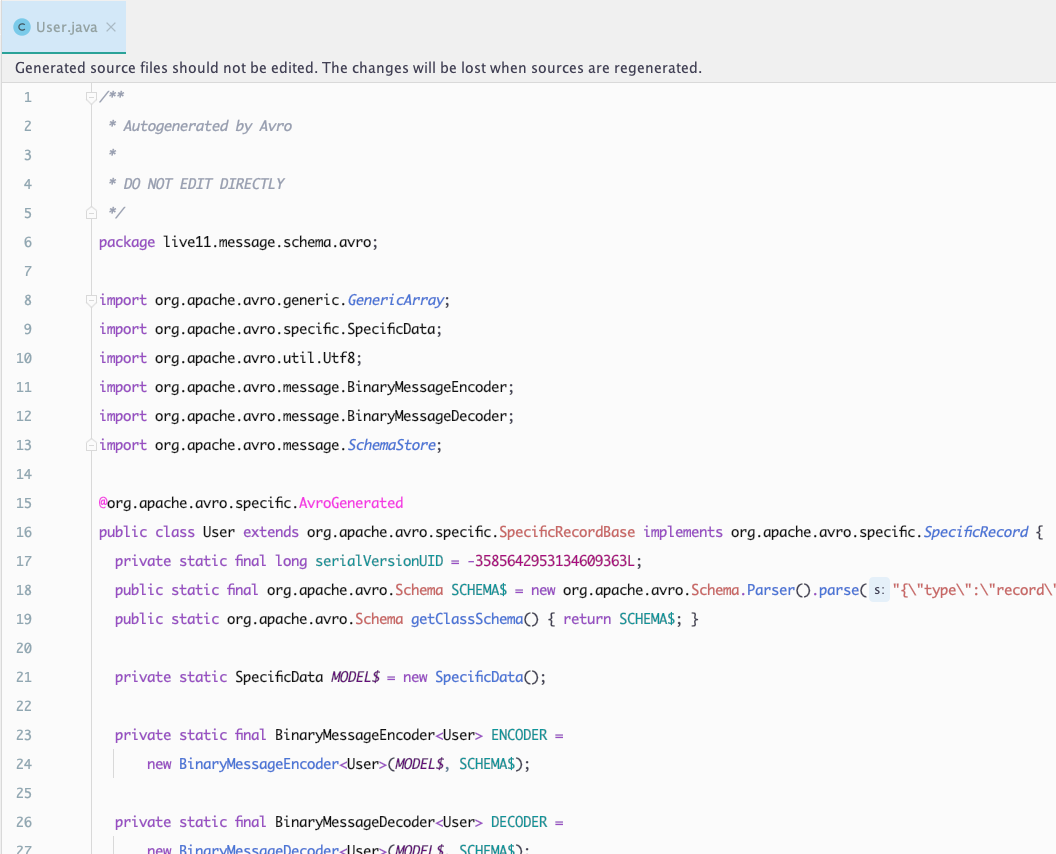 C User.java ×
Generated source files should not be edited. The changes will be lost when sources are regenerated.
1 /**
2 * Autogenerated by Avro
3 *
4 * DO NOT EDIT DIRECTLY
5 */
6 package live11.message.schema.avro;
7
8 import org.apache.avro.generic.GenericArray;
9 import org.apache.avro.specific.SpecificData;
10 import org.apache.avro.util.Utf8;
11 import org.apache.avro.message.BinaryMessageEncoder;
12 import org.apache.avro.message.BinaryMessageDecoder;
13 import org.apache.avro.message.SchemaStore;
14
15 @org.apache.avro.specific.AvroGenerated
16 public class User extends org.apache.avro.specific.SpecificRecordBase implements org.apache.avro.specific.SpecificRecord {
17 private static final long serialVersionUID = -3585642953134609363L;
18 public static final org.apache.avro.Schema SCHEMA$ = new org.apache.avro.Schema.Parser().parse( s: "{\"type\":\"record\"
19 public static org.apache.avro.Schema getClassSchema() { return SCHEMA$; }
20
21 private static SpecificData MODEL$ = new SpecificData();
22
23 private static final BinaryMessageEncoder<User> ENCODER =
24 new BinaryMessageEncoder<User>(MODEL$, SCHEMA$);
25
26 private static final BinaryMessageDecoder<User> DECODER =
27 new BinaryMessageDecoder<User>(MODEL$, SCHEMA$);